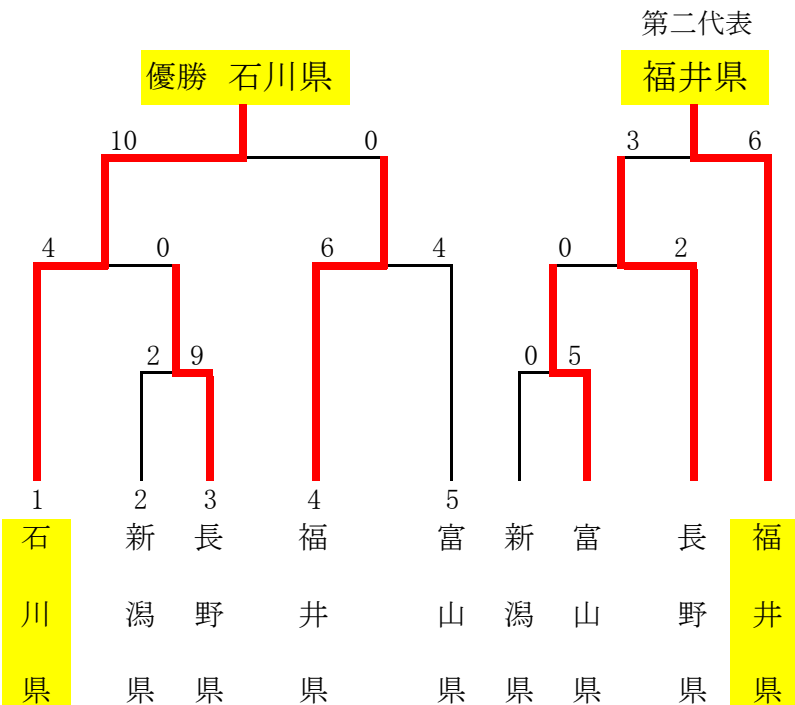 第二代表
優勝 石川県
福井県
10 0
3 6
4 0
6 4
0 2
2 9
0 5
1 2 3 4 5
石川県
新潟県
長野県
福井県
富山県
新潟県
富山県
長野県
福井県